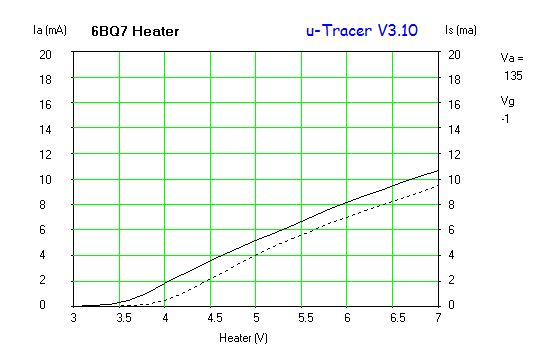 Ia (mA) 6BQ7 Heater u-Tracer V3.10 Is (ma)
20 20
Va =
18 18
135
16 16
Vg
14 14
-1
12 12
10 10
8 8
6 6
4 4
2 2
0 0
3 3.5 4 4.5 5 5.5 6 6.5 7
Heater (V)